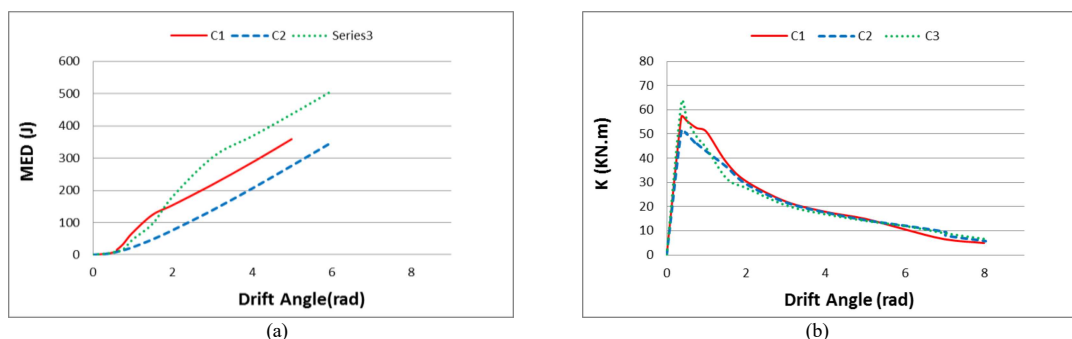 C1 C2 Series3
600
500
400
300
200
100
0
MED (J)
0 2 4 6 8
Drift Angle(rad)
(a)
C1 C2 C3
80
70
60
50
40
30
20
10
0
K (KN.m)
0 2 4 6 8
Drift Angle (rad)
(b)